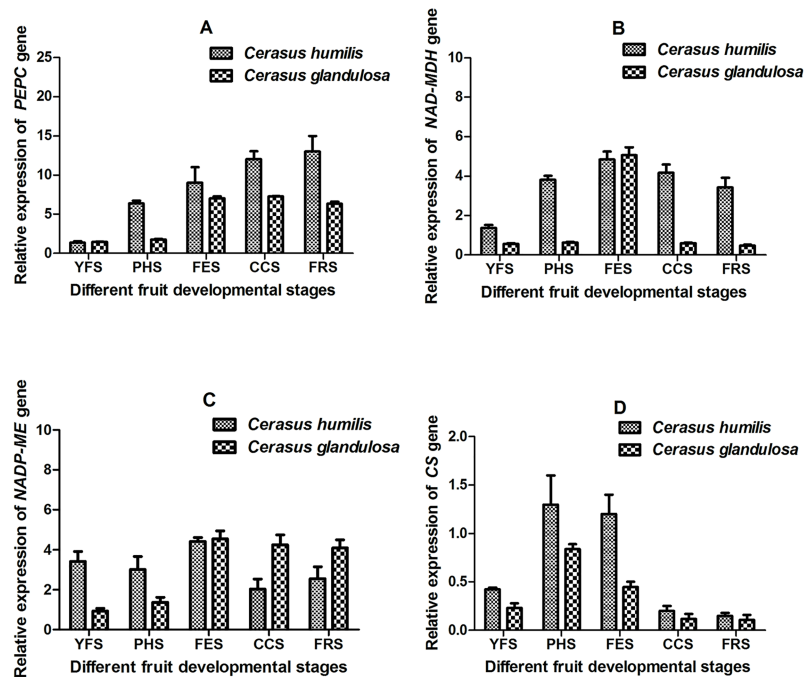 A
Cerasus humilis
Cerasus glandulosa
Relative expression of PEPC gene
25
20
15
10
5
0
YFS PHS FES CCS FRS
Different fruit developmental stages
B
Cerasus humilis
Cerasus glandulosa
Relative expression of NAD-MDH gene
10
8
6
4
2
0
YFS PHS FES CCS FRS
Different fruit developmental stages
C
Cerasus humilis
Cerasus glandulosa
Relative expression of NADP-ME gene
10
8
6
4
2
0
YFS PHS FES CCS FRS
Different fruit developmental stages
D
Cerasus humilis
Cerasus glandulosa
Relative expression of CS gene
2.0
1.5
1.0
0.5
0.0
YFS PHS FES CCS FRS
Different fruit developmental stages